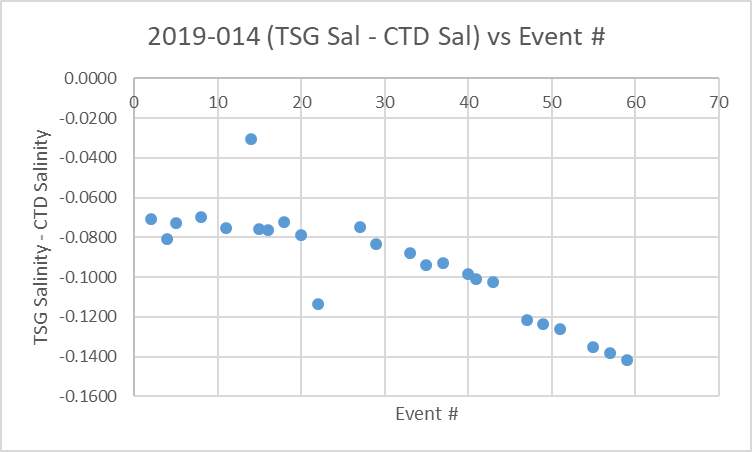 2019-014 (TSG Sal - CTD Sal) vs Event #
0.0000
0 10 20 30 40 50 60 70
-0.0200
-0.0400
-0.0600
-0.0800
-0.1000
-0.1200
-0.1400
-0.1600
TSG Salinity - CTD Salinity
Event #